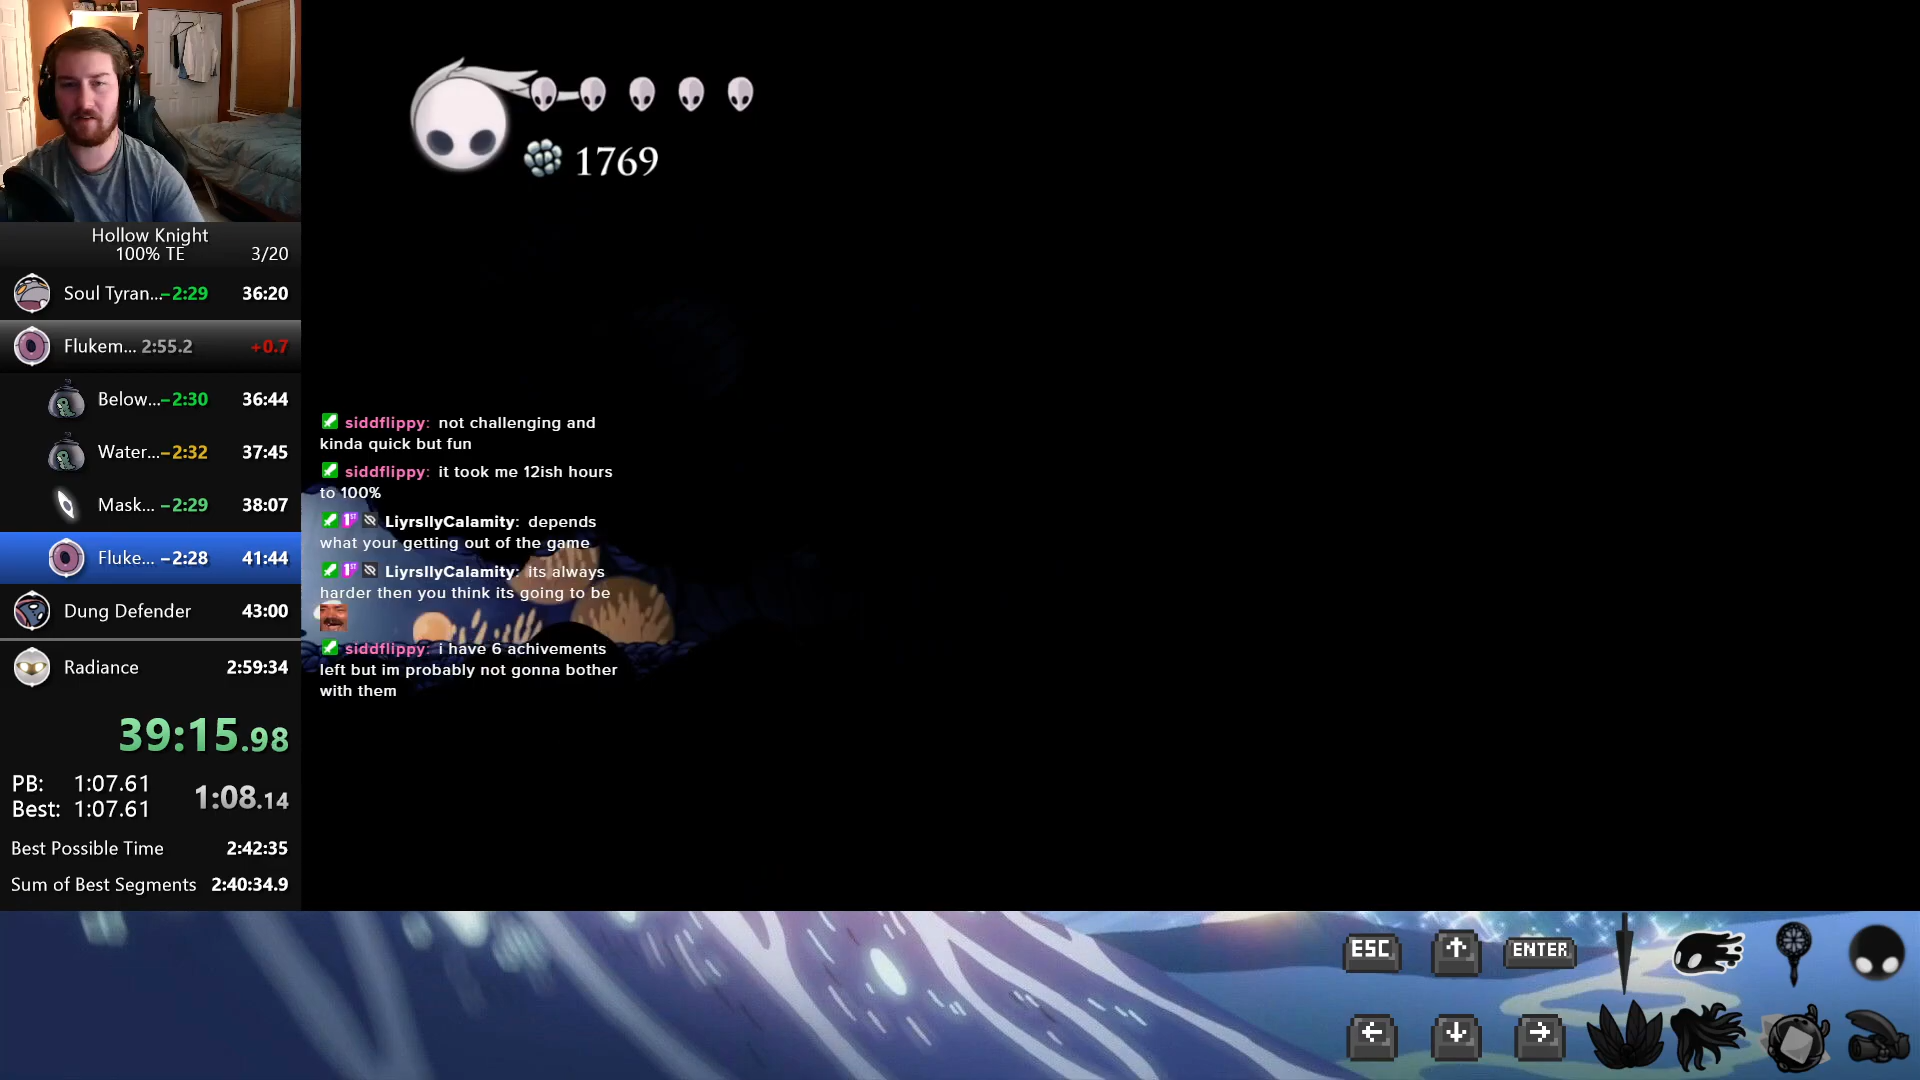 Hollow Knight
100% TE 3/20
Soul Tyran... −2:29 36:20
Flukem... 2:55.2 +0.7
Below... −2:30 36:44
Water... −2:32 37:45
Mask... −2:29 38:07
Fluke... −2:28 41:44
Dung Defender 43:00
Radiance 2:59:34
39:15.98
PB: 1:07.61
Best: 1:07.61
1:08.14
Best Possible Time 2:42:35
Sum of Best Segments 2:40:34.9
1769
siddflippy: not challenging and
kinda quick but fun
siddflippy: it took me 12ish hours
to 100%
1ST LiyrsllyCalamity: depends
what your getting out of the game
1ST LiyrsllyCalamity: its always
harder then you think its going to be
siddflippy: i have 6 achivements
left but im probably not gonna bother
with them
ESC ↑ ENTER
← ↓ →